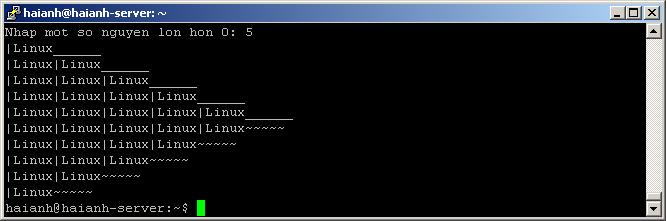 haianh@haianh-server: ~
Nhap mot so nguyen lon hon 0: 5
|Linux______
|Linux|Linux______
|Linux|Linux|Linux______
|Linux|Linux|Linux|Linux______
|Linux|Linux|Linux|Linux|Linux______
|Linux|Linux|Linux|Linux|Linux~~~~~
|Linux|Linux|Linux|Linux~~~~~
|Linux|Linux|Linux~~~~~
|Linux|Linux~~~~~
|Linux~~~~~
haianh@haianh-server:~$